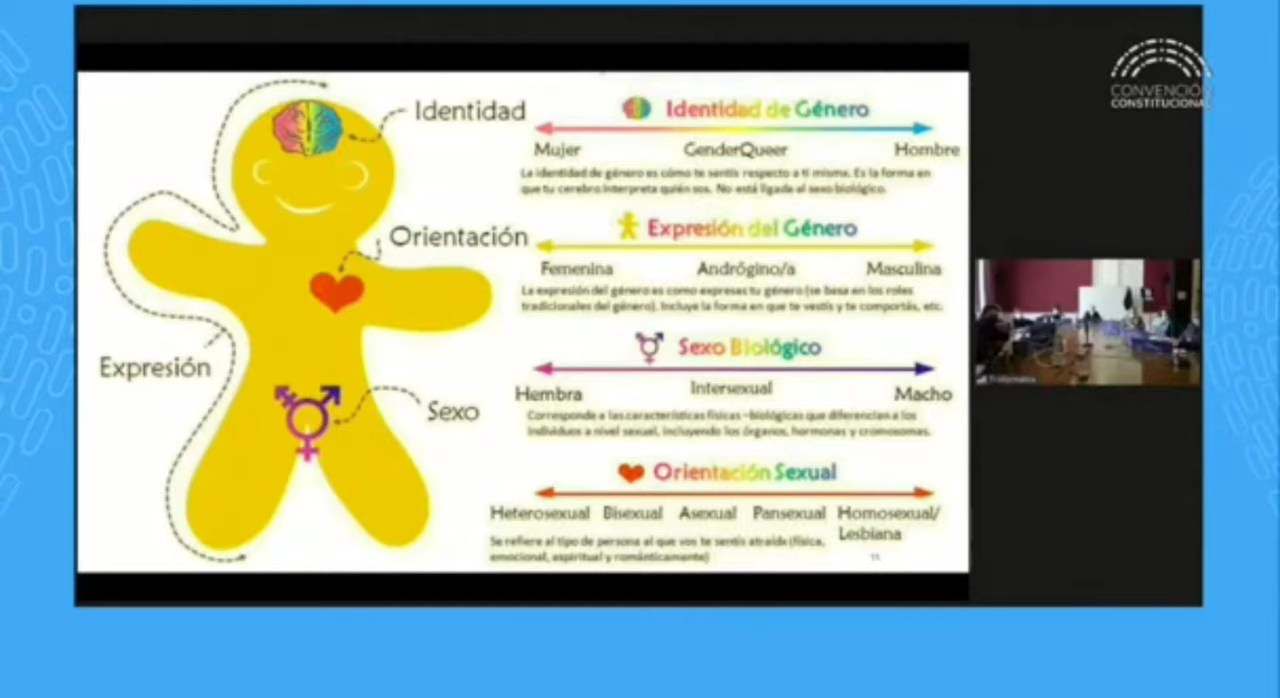 CONVENCIÓN
CONSTITUCIONAL
Identidad
Orientación
Expresión
Sexo
Identidad de Género
Mujer GenderQueer Hombre
La identidad de género es cómo te sentís respecto a ti misma. Es la forma en
que tu cerebro interpreta quién sos. No está ligada al sexo biológico.
Expresión del Género
Femenina Andrógino/a Masculina
La expresión del género es como expresas tu género (se basa en los roles
tradicionales del género). Incluye la forma en que te vestís y te comportás, etc.
Sexo Biológico
Hembra Intersexual Macho
Corresponde a las características físicas –biológicas que diferencian a los
individuos a nivel sexual, incluyendo los órganos, hormonas y cromosomas.
Orientación Sexual
Heterosexual Bisexual Asexual Pansexual Homosexual/
Lesbiana
Se refiere al tipo de persona al que vos te sentís atraída (física,
emocional, espiritual y románticamente)
11